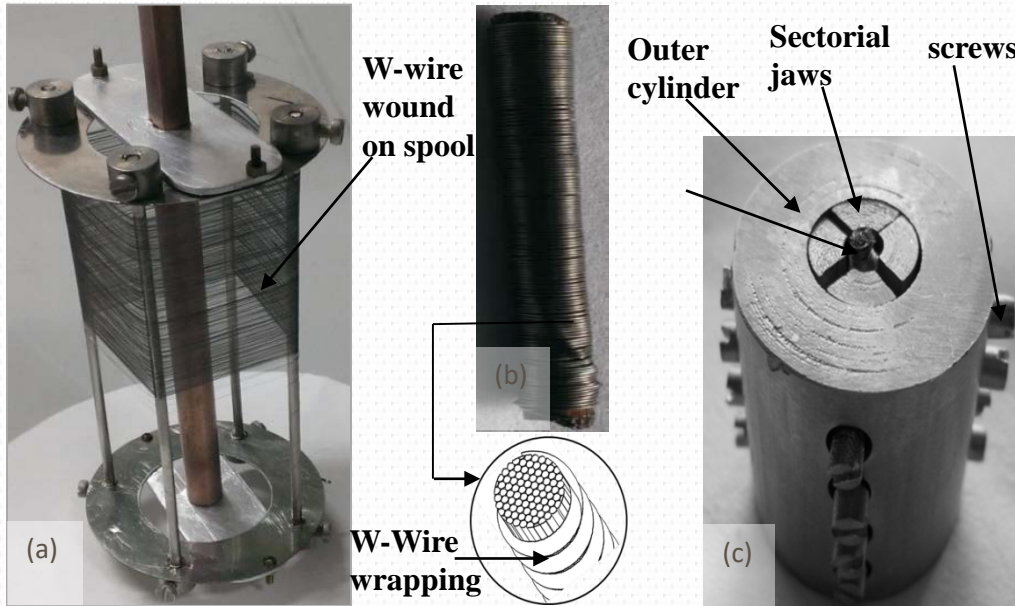 W-wire
wound
on spool
(a)
(b)
W-Wire
wrapping
Outer
cylinder
Sectorial
jaws
screws
(c)